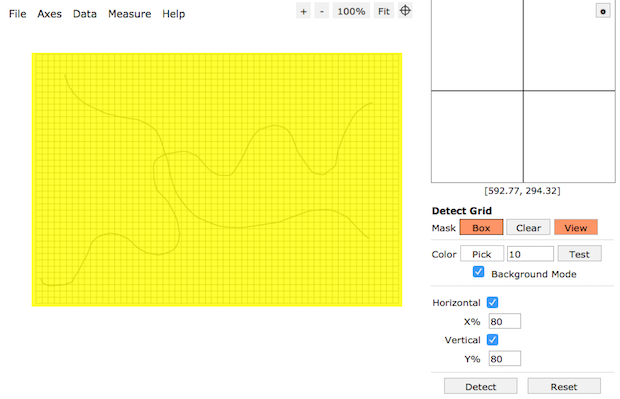 File Axes Data Measure Help + - 100% Fit
[592.77, 294.32]
Detect Grid
Mask Box Clear View
Color Pick 10 Test
Background Mode
Horizontal
X% 80
Vertical
Y% 80
Detect Reset